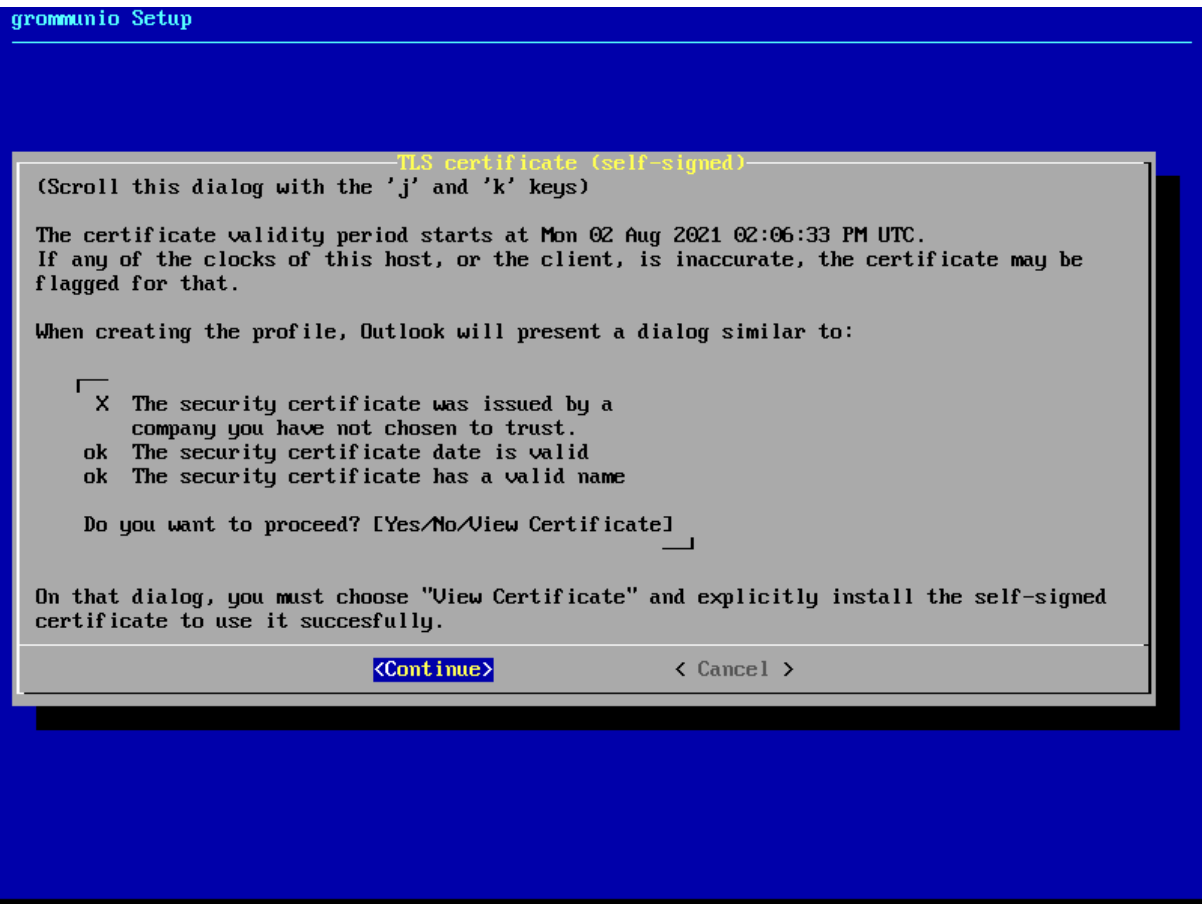 grommunio Setup
TLS certificate (self-signed)
(Scroll this dialog with the 'j' and 'k' keys)
The certificate validity period starts at Mon 02 Aug 2021 02:06:33 PM UTC.
If any of the clocks of this host, or the client, is inaccurate, the certificate may be
flagged for that.
When creating the profile, Outlook will present a dialog similar to:
X The security certificate was issued by a
company you have not chosen to trust.
ok The security certificate date is valid
ok The security certificate has a valid name
Do you want to proceed? [Yes/No/View Certificate]
On that dialog, you must choose "View Certificate" and explicitly install the self-signed
certificate to use it succesfully.
<Continue> < Cancel >